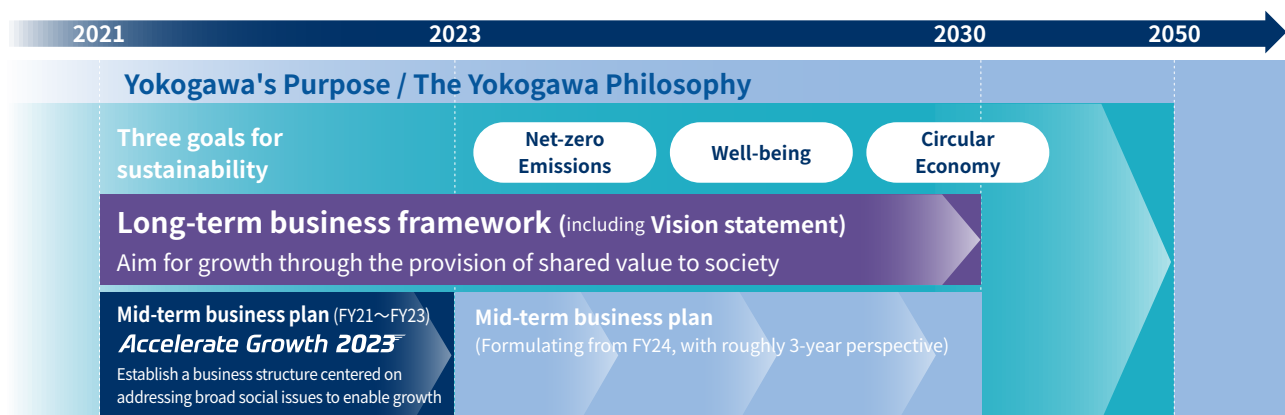 2021 2023 2030 2050
Yokogawa's Purpose / The Yokogawa Philosophy
Three goals for
sustainability
Net-zero
Emissions
Well-being
Circular
Economy
Long-term business framework (including Vision statement)
Aim for growth through the provision of shared value to society
Mid-term business plan (FY21～FY23)
Accelerate Growth 2023
Establish a business structure centered on
addressing broad social issues to enable growth
Mid-term business plan
(Formulating from FY24, with roughly 3-year perspective)